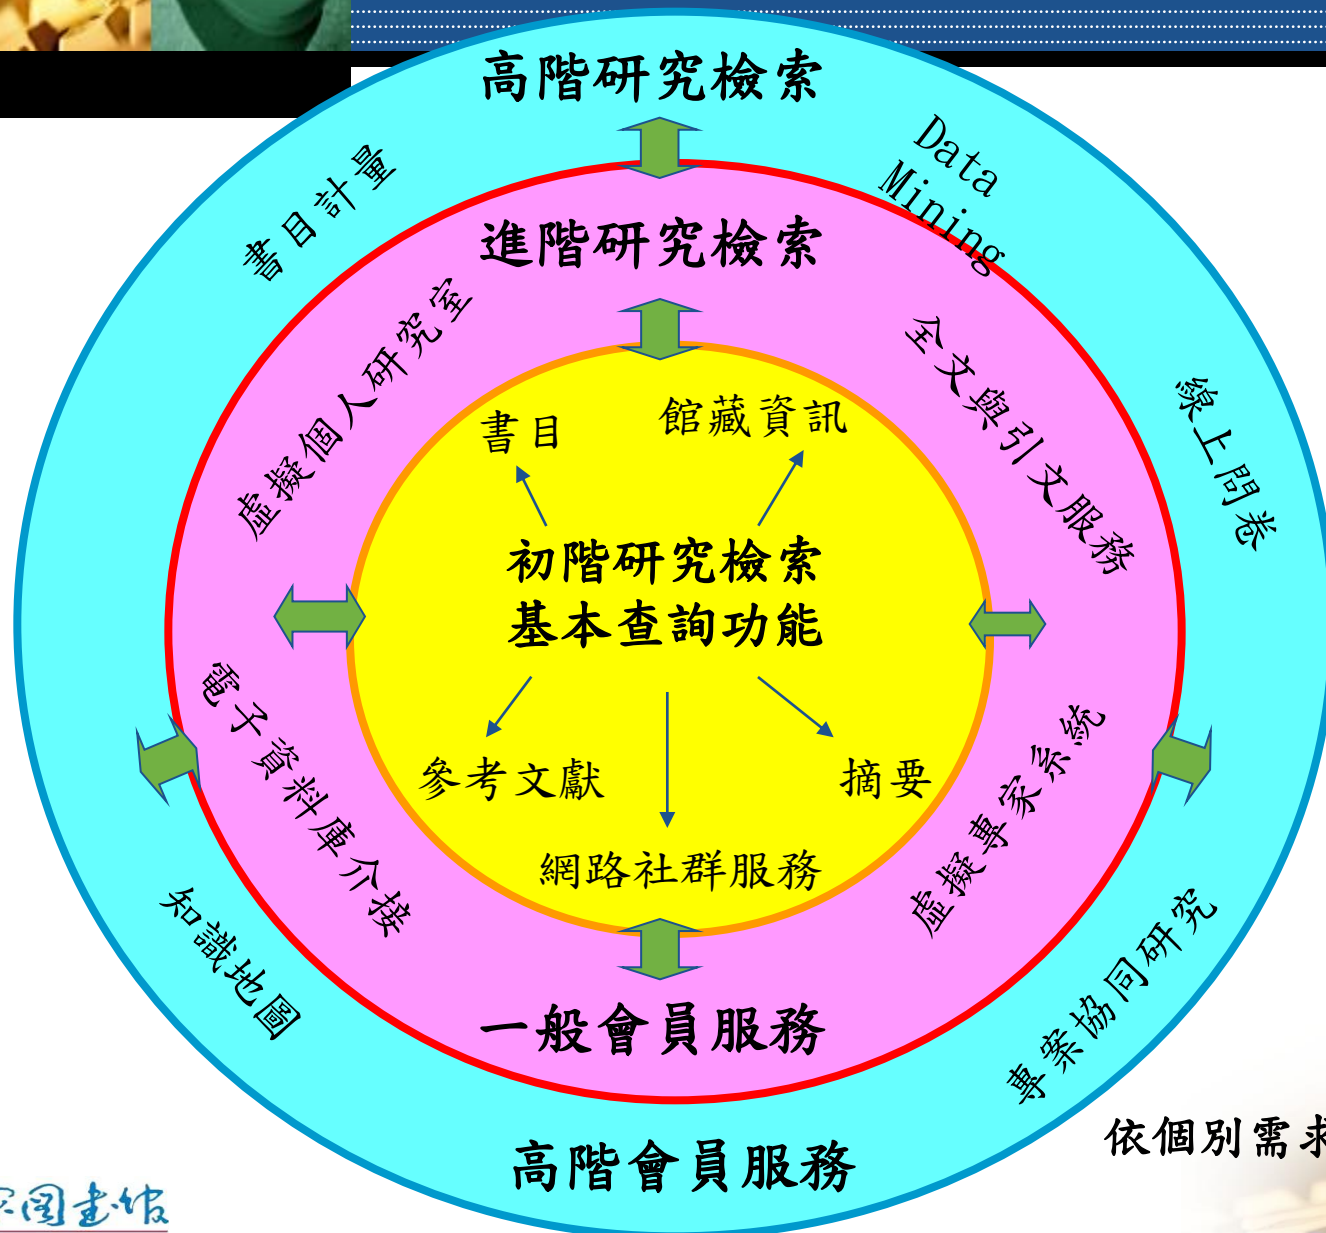 高階研究檢索
書目計量
Data
Mining
進階研究檢索
虛擬個人研究室
全文與引文服務
線上問卷
書目
館藏資訊
初階研究檢索
基本查詢功能
參考文獻
摘要
網路社群服務
電子資料庫介接
虛擬專家系統
知識地圖
專案協同研究
一般會員服務
高階會員服務
依個別需求